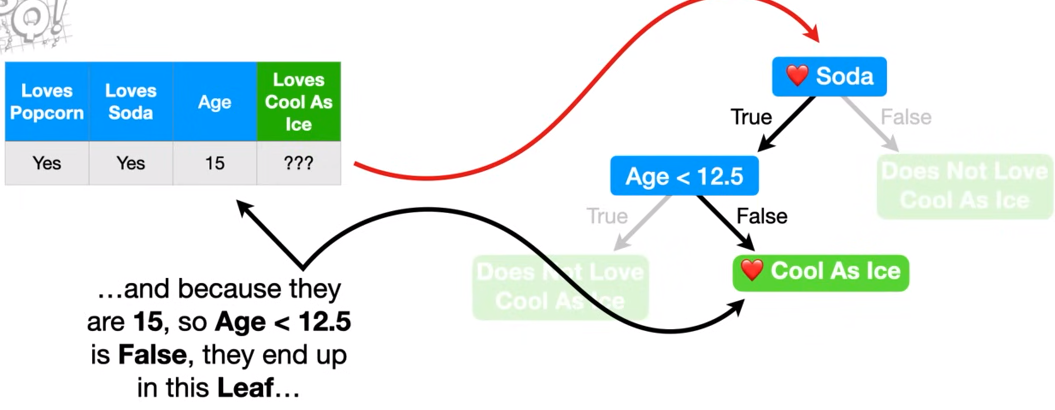 Q!
Loves Popcorn Loves Soda Age Loves Cool As Ice
Yes Yes 15 ???
❤️ Soda
True False
Age < 12.5 Does Not Love
Cool As Ice
True False
Does Not Love
Cool As Ice
❤️ Cool As Ice
…and because they
are 15, so Age < 12.5
is False, they end up
in this Leaf…